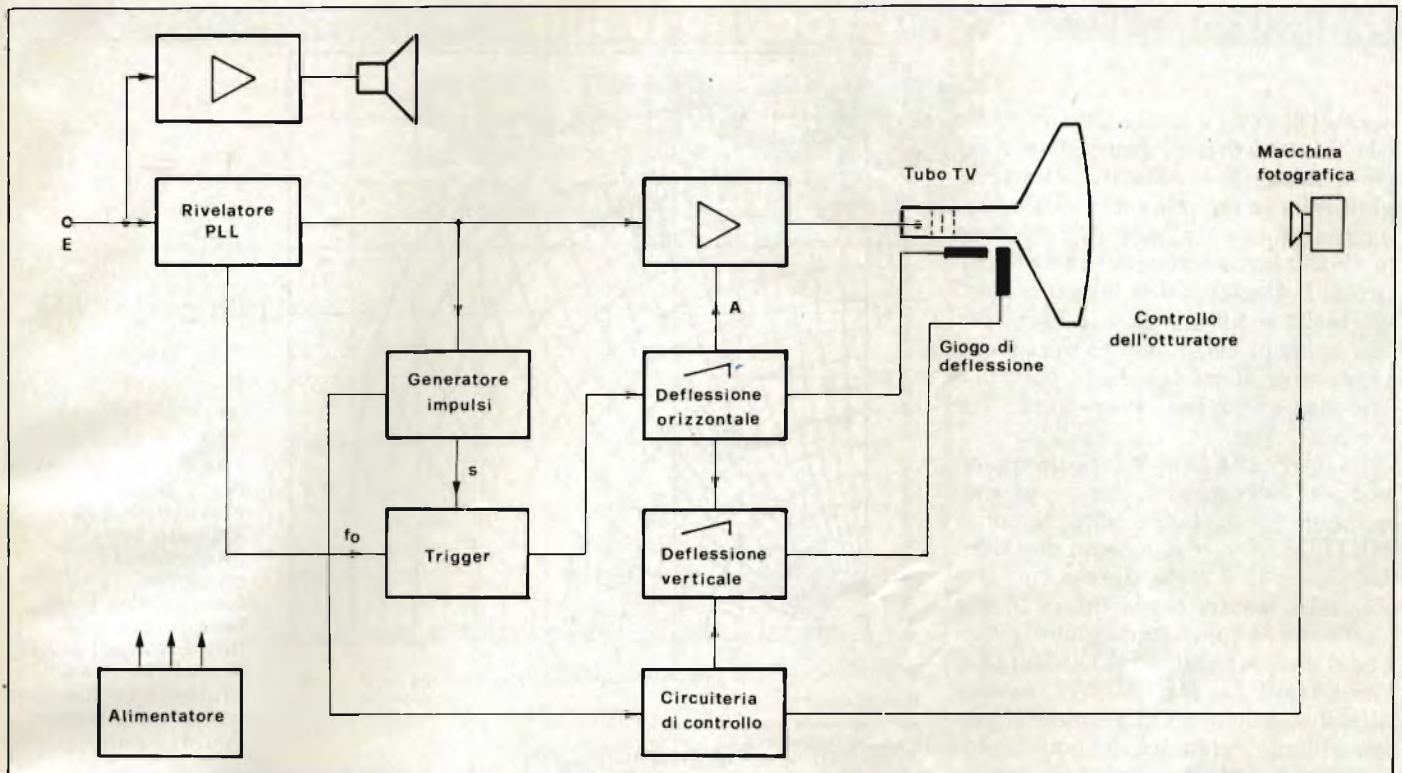 Rivelatore
PLL
E
Tubo TV
Macchina
fotografica
A
Controllo
dell'otturatore
Giogo di
deflessione
Generatore
impulsi
Deflessione
orizzontale
s
fo
Trigger
Deflessione
verticale
Alimentatore
Circuiteria
di controllo